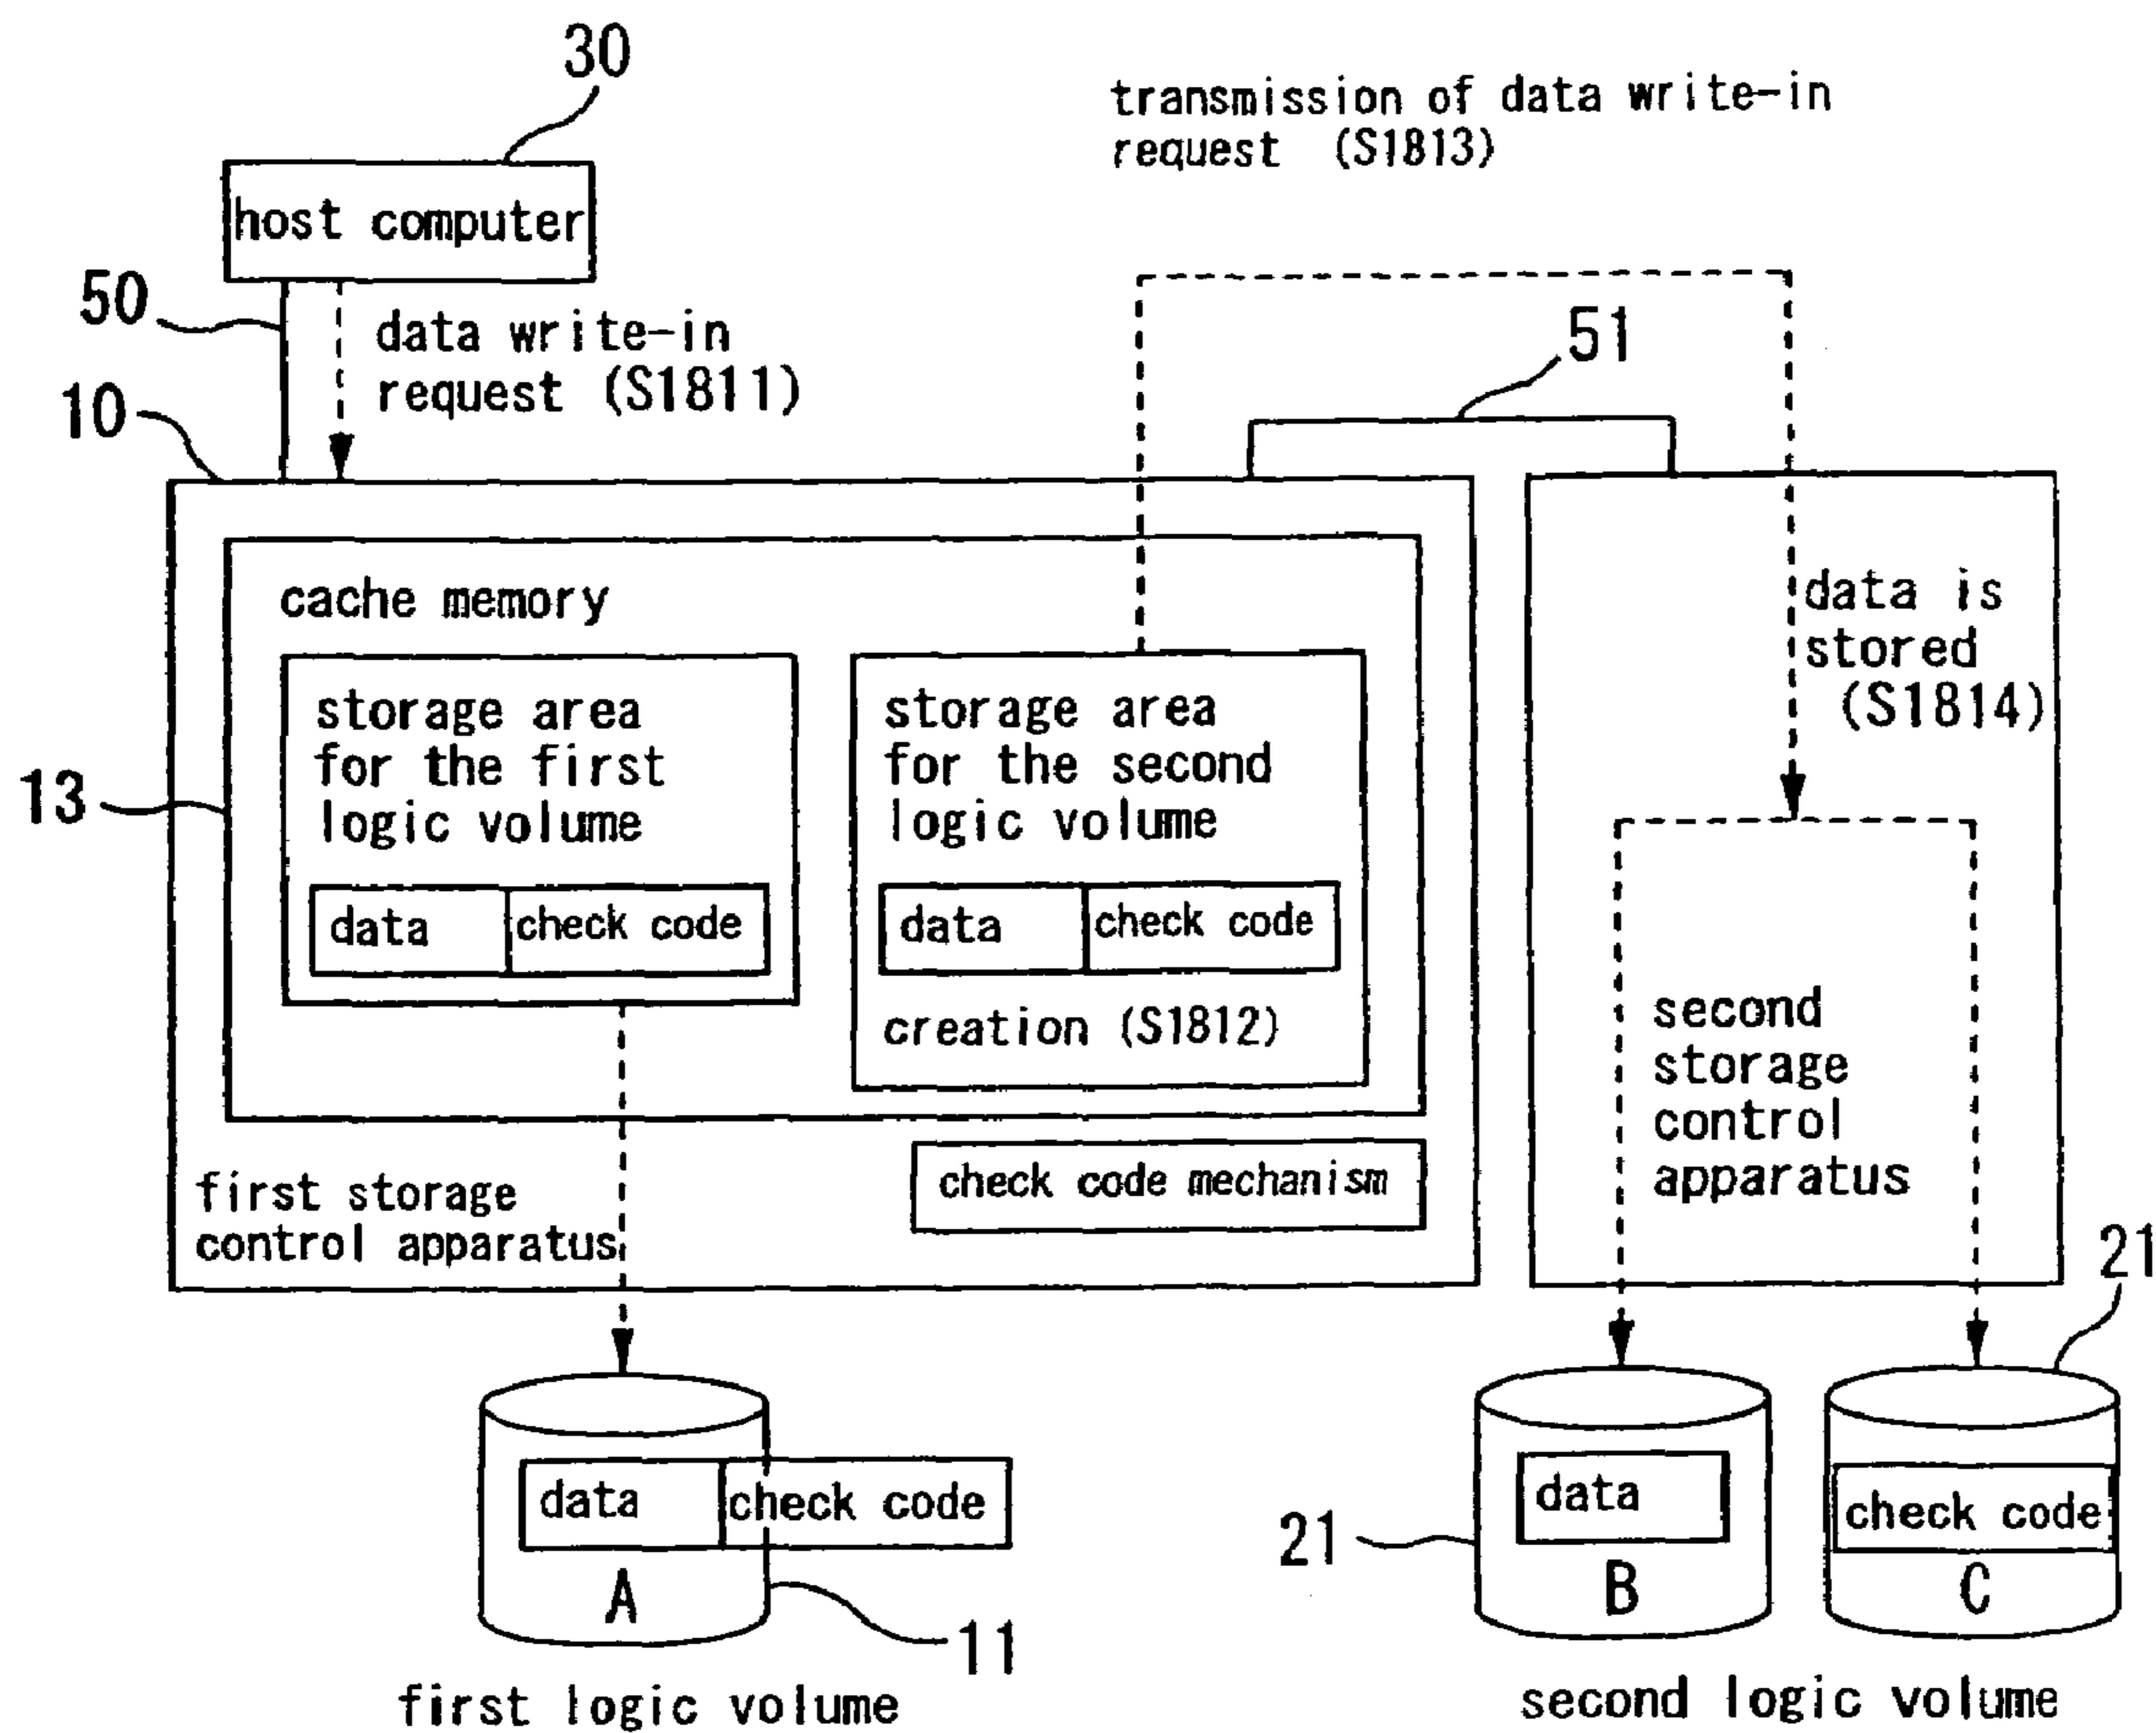 30
transmission of data write-in
request (S1813)
host computer
50
data write-in
request (S1811)
51
10
cache memory
data is
stored
(S1814)
storage area
for the first
logic volume
storage area
for the second
logic volume
13
data
check code
data
check code
creation (S1812)
second
storage
control
apparatus
check code mechanism
first storage
control apparatus
21
data
check code
A
11
data
B
21
check code
C
first logic volume
second logic volume